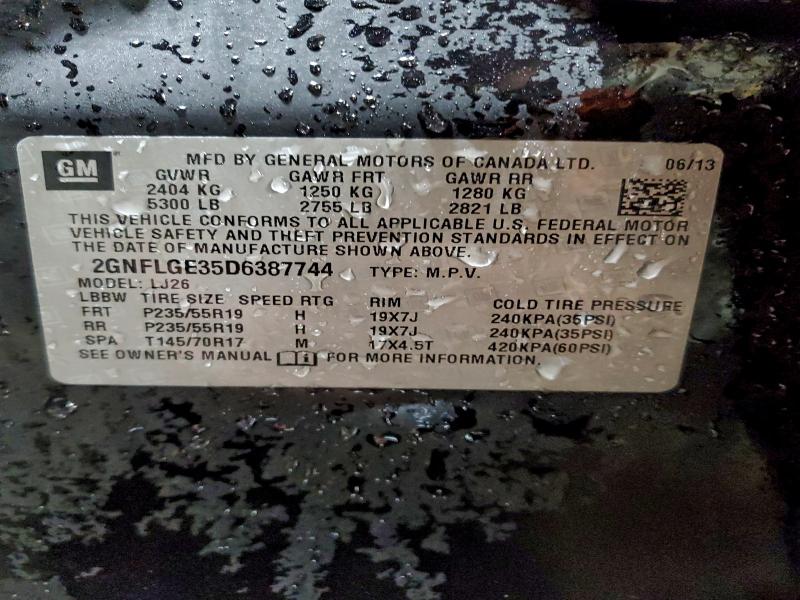 GM MFD BY GENERAL MOTORS OF CANADA LTD. 06/13
GVWR GAWR FRT GAWR RR
2404 KG 1250 KG 1280 KG
5300 LB 2755 LB 2821 LB
THIS VEHICLE CONFORMS TO ALL APPLICABLE U.S. FEDERAL MOTOR
VEHICLE SAFETY AND THEFT PREVENTION STANDARDS IN EFFECT ON
THE DATE OF MANUFACTURE SHOWN ABOVE.
2GNFLGE35D6387744 TYPE: M.P.V.
MODEL: LJ26
LBBW TIRE SIZE SPEED RTG RIM COLD TIRE PRESSURE
FRT P235/55R19 H 19X7J 240KPA(35PSI)
RR P235/55R19 H 19X7J 240KPA(35PSI)
SPA T145/70R17 M 17X4.5T 420KPA(60PSI)
SEE OWNER'S MANUAL FOR MORE INFORMATION.